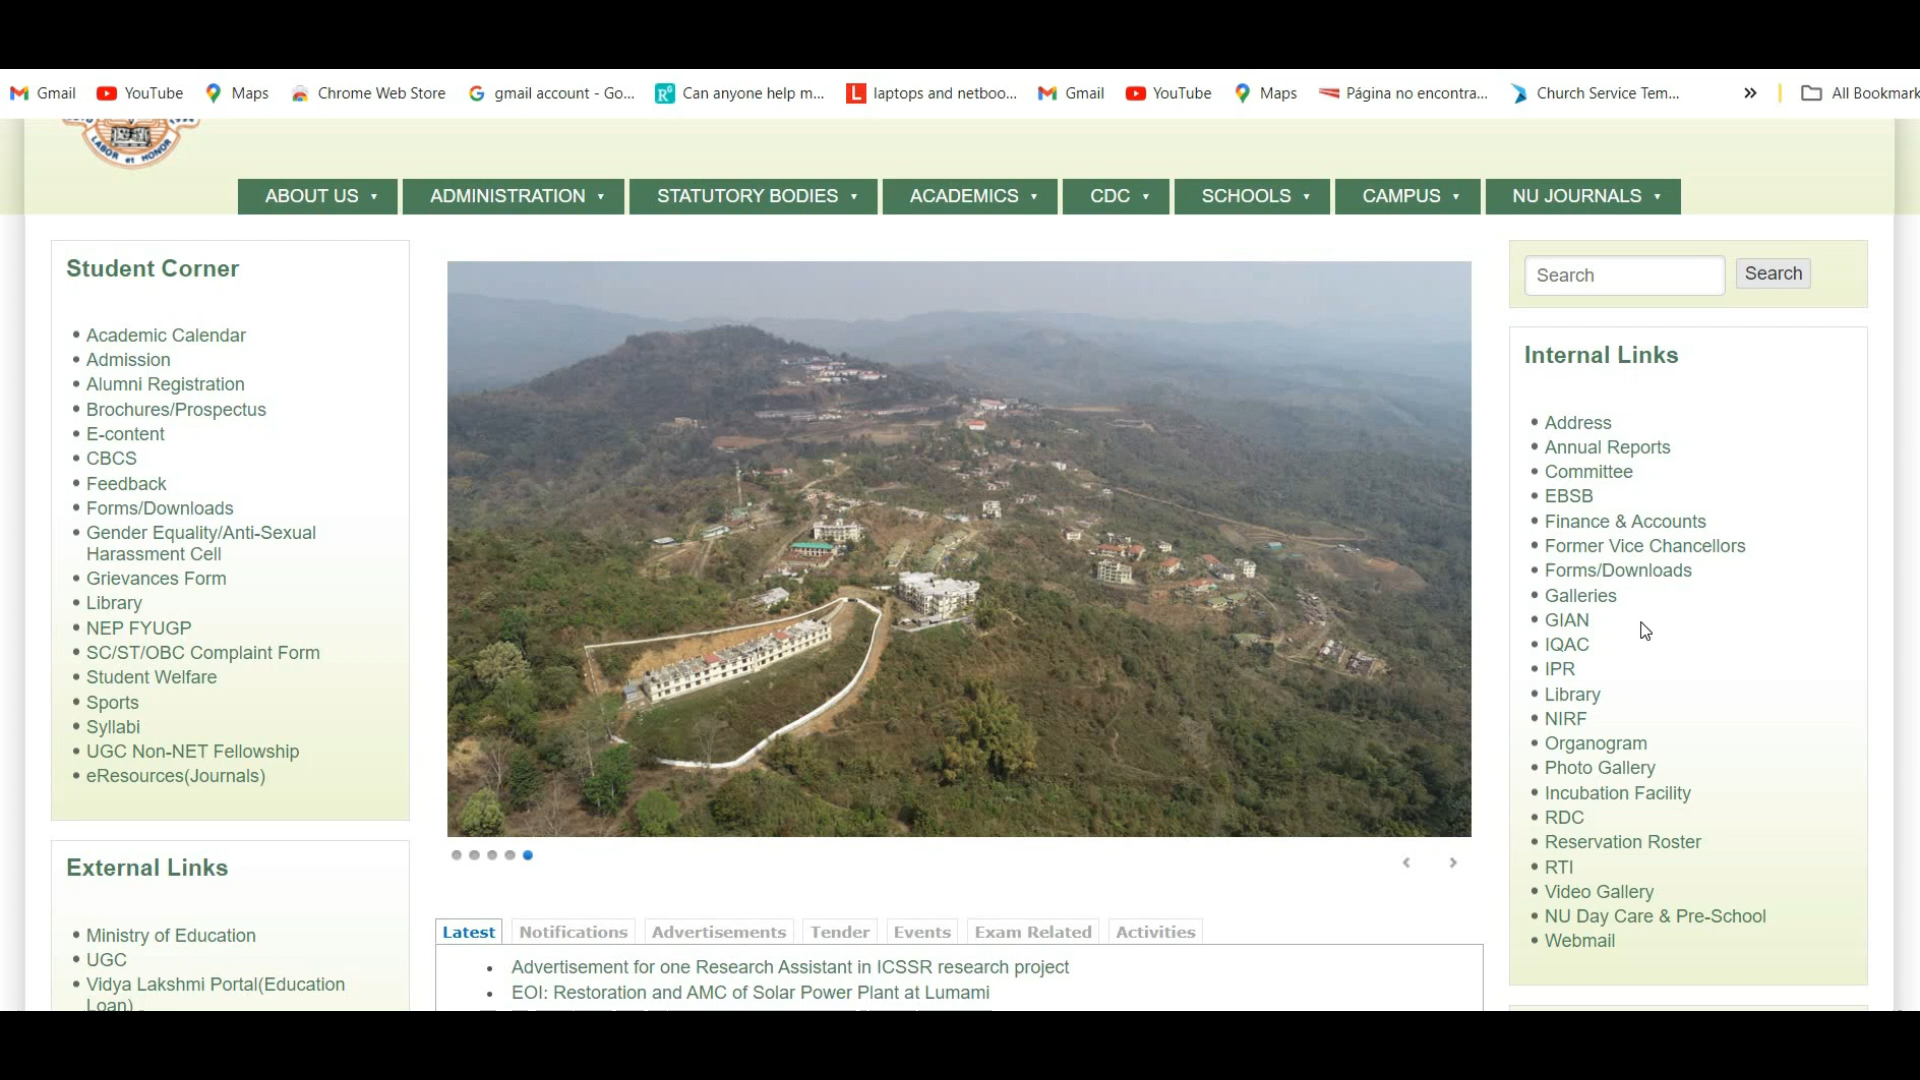 Gmail YouTube Maps Chrome Web Store gmail account - Go... Can anyone help m... laptops and netboo... Gmail YouTube Maps Página no encontra... Church Service Tem... » All Bookmark
LABOR et HONOR
ABOUT US ADMINISTRATION STATUTORY BODIES ACADEMICS CDC SCHOOLS CAMPUS NU JOURNALS
Student Corner
Academic Calendar
Admission
Alumni Registration
Brochures/Prospectus
E-content
CBCS
Feedback
Forms/Downloads
Gender Equality/Anti-Sexual
Harassment Cell
Grievances Form
Library
NEP FYUGP
SC/ST/OBC Complaint Form
Student Welfare
Sports
Syllabi
UGC Non-NET Fellowship
eResources(Journals)
External Links
Ministry of Education
UGC
Vidya Lakshmi Portal(Education
Loan)
Latest Notifications Advertisements Tender Events Exam Related Activities
Advertisement for one Research Assistant in ICSSR research project
EOI: Restoration and AMC of Solar Power Plant at Lumami
Search Search
Internal Links
Address
Annual Reports
Committee
EBSB
Finance & Accounts
Former Vice Chancellors
Forms/Downloads
Galleries
GIAN
IQAC
IPR
Library
NIRF
Organogram
Photo Gallery
Incubation Facility
RDC
Reservation Roster
RTI
Video Gallery
NU Day Care & Pre-School
Webmail